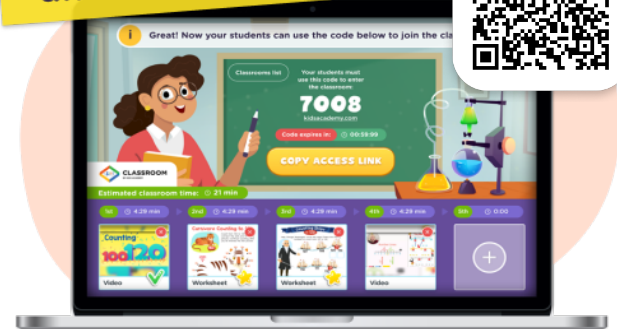 Great! Now your students can use the code below to join the cla
Classrooms list
Your students must
use this code to enter
the classroom:
7008
kidsacademy.com
Code expires in: 00:59:99
COPY ACCESS LINK
CLASSROOM
Estimated classroom time: 21 min
1st 4.29 min
2nd 4.29 min
3rd 4.29 min
4th 4.29 min
5th 0:00
Counting
100 120
Video
Worksheet
Worksheet
Video